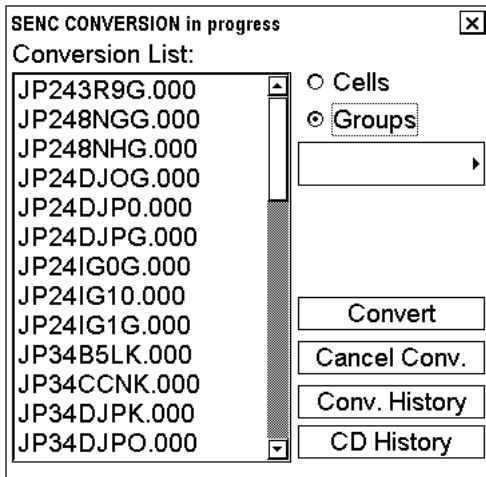 SENC CONVERSION in progress
Conversion List:
JP243R9G.000
JP248NGG.000
JP248NHG.000
JP24DJOG.000
JP24DJP0.000
JP24DJPG.000
JP24IG0G.000
JP24IG10.000
JP24IG1G.000
JP34B5LK.000
JP34CCNK.000
JP34DJPK.000
JP34DJPO.000
Cells
Groups
Convert
Cancel Conv.
Conv. History
CD History